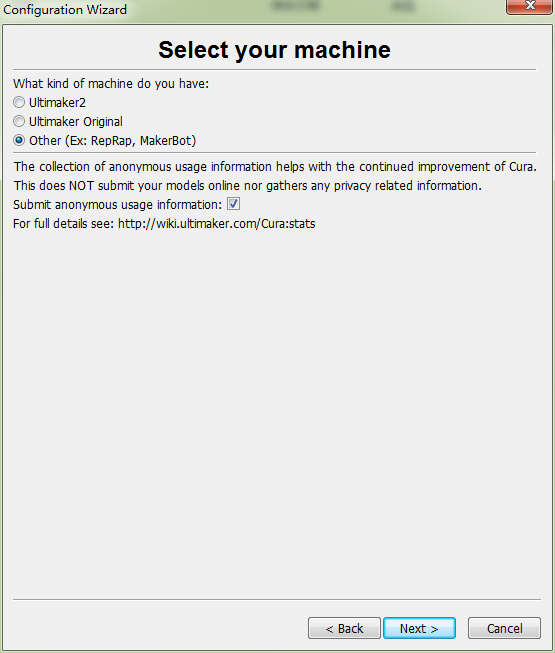 Configuration Wizard
Select your machine
What kind of machine do you have:
Ultimaker2
Ultimaker Original
Other (Ex: RepRap, MakerBot)
The collection of anonymous usage information helps with the continued improvement of Cura.
This does NOT submit your models online nor gathers any privacy related information.
Submit anonymous usage information:
For full details see: http://wiki.ultimaker.com/Cura:stats
< Back Next > Cancel